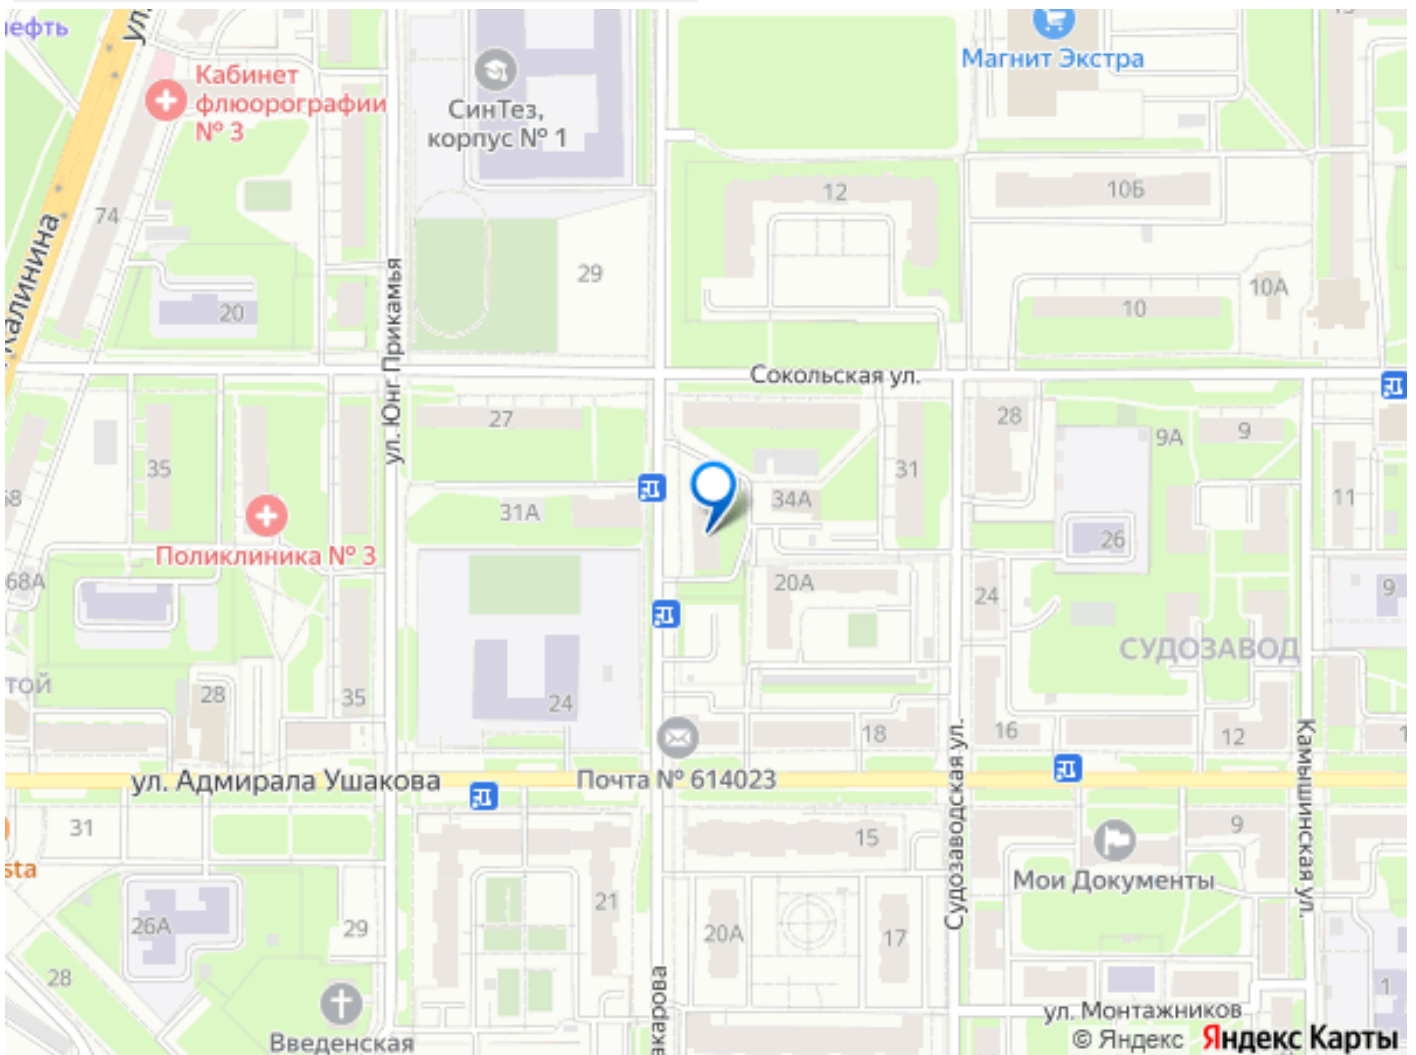 нефть
ул.
Кабинет
флюорографии
№ 3
СинТез,
корпус № 1
Магнит Экстра
12
10Б
74
29
20
10А
10
Калинина
ул. Юнг Прикамья
Сокольская ул.
27
28
9А
9
35
31
11
68
31А
34А
26
Поликлиника № 3
68А
20А
24
9
СУДОЗАВОД
той
28
35
24
18
16
12
1
Судозаводская ул.
Камышинская ул.
ул. Адмирала Ушакова
Почта № 614023
31
15
9
sta
Мои Документы
21
26А
29
20А
17
28
1
акарова
ул. Монтажников
Введенская
© Яндекс Яндекс Карты